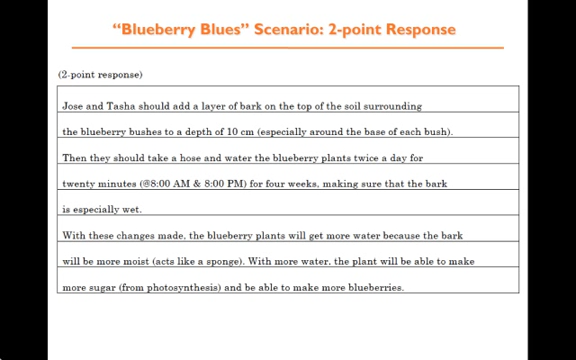 “Blueberry Blues” Scenario: 2-point Response
(2-point response)
Jose and Tasha should add a layer of bark on the top of the soil surrounding
the blueberry bushes to a depth of 10 cm (especially around the base of each bush).
Then they should take a hose and water the blueberry plants twice a day for
twenty minutes (@8:00 AM & 8:00 PM) for four weeks, making sure that the bark
is especially wet.
With these changes made, the blueberry plants will get more water because the bark
will be more moist (acts like a sponge). With more water, the plant will be able to make
more sugar (from photosynthesis) and be able to make more blueberries.